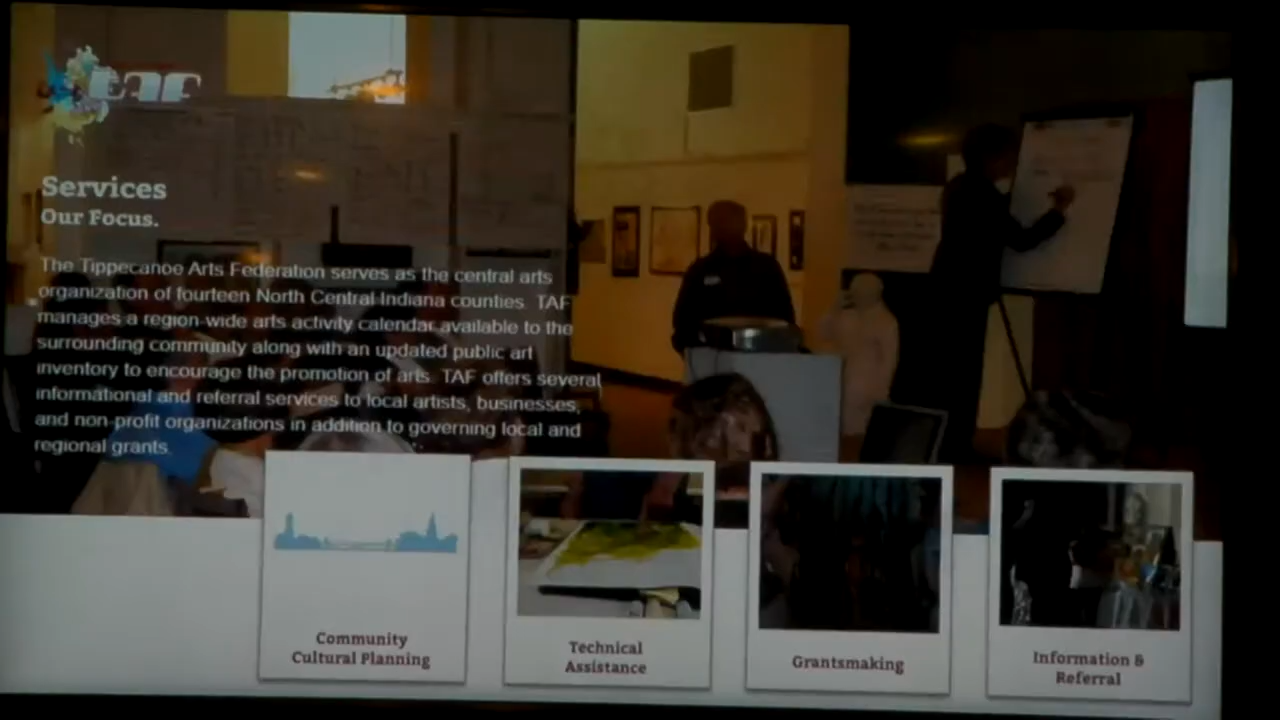 taf
Services
Our Focus.
The Tippecanoe Arts Federation serves as the central arts
organization of fourteen North Central Indiana counties. TAF
manages a region-wide arts activity calendar available to the
surrounding community along with an updated public art
inventory to encourage the promotion of arts. TAF offers several
informational and referral services to local artists, businesses,
and non-profit organizations in addition to governing local and
regional grants.
Community
Cultural Planning
Technical
Assistance
Grantsmaking
Information &
Referral